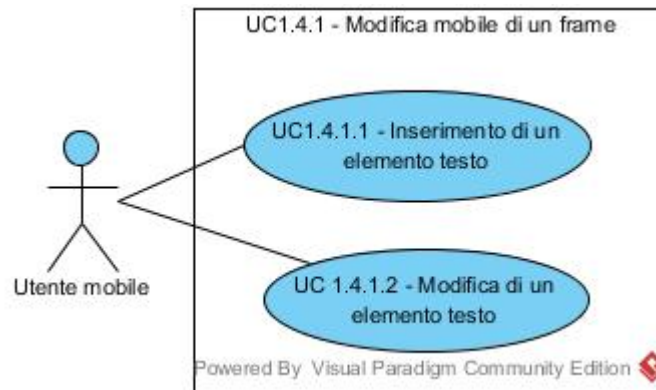 UC1.4.1 - Modifica mobile di un frame
UC1.4.1.1 - Inserimento di un
elemento testo
Utente mobile
UC 1.4.1.2 - Modifica di un
elemento testo
Powered By Visual Paradigm Community Edition